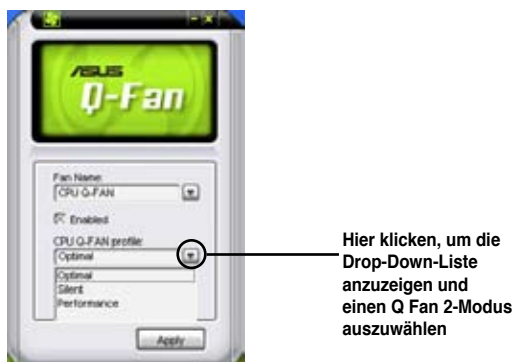 ASUS
Q-Fan
Fan Name:
CPU Q-FAN
Enabled
CPU Q-FAN profile:
Optimal
Optimal
Silent
Performance
Apply
Hier klicken, um die
Drop-Down-Liste
anzuzeigen und
einen Q Fan 2-Modus
auszuwählen